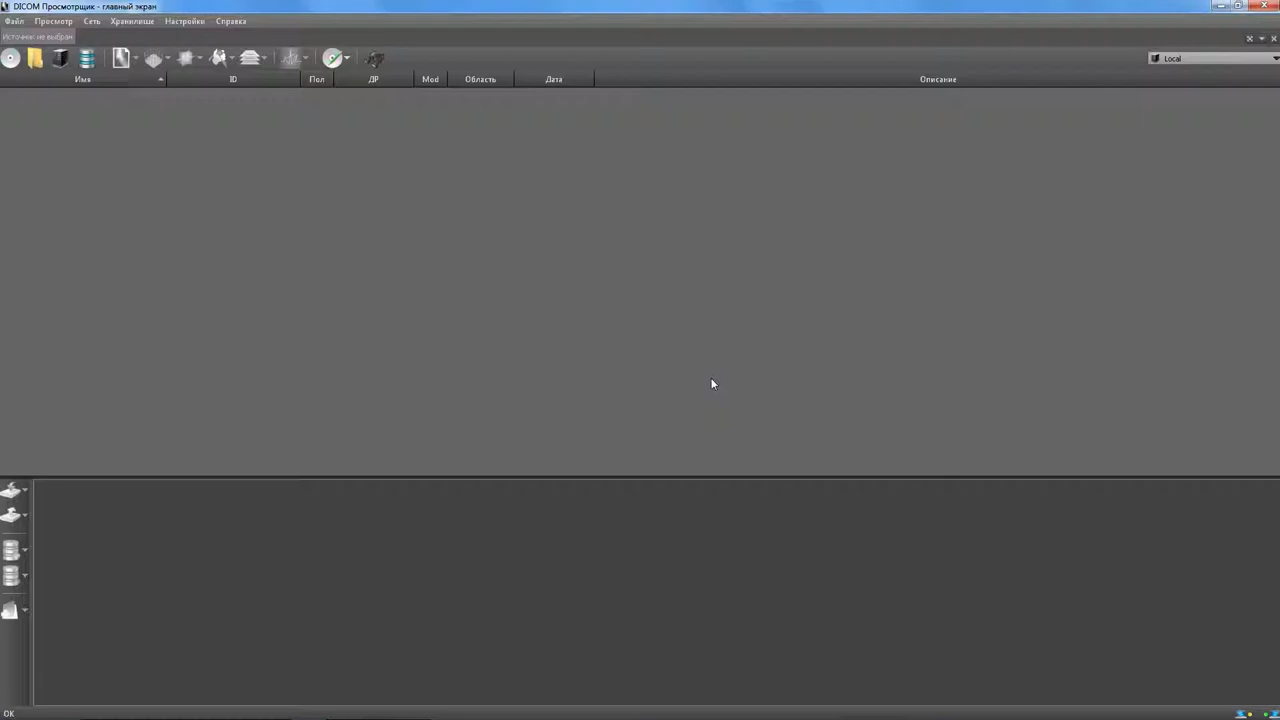 DICOM Просмотрщик - главный экран
Файл Просмотр Сеть Хранилище Настройки Справка
Источник не выбран
Local
Имя ID Пол ДР Mod Область Дата Описание
OK